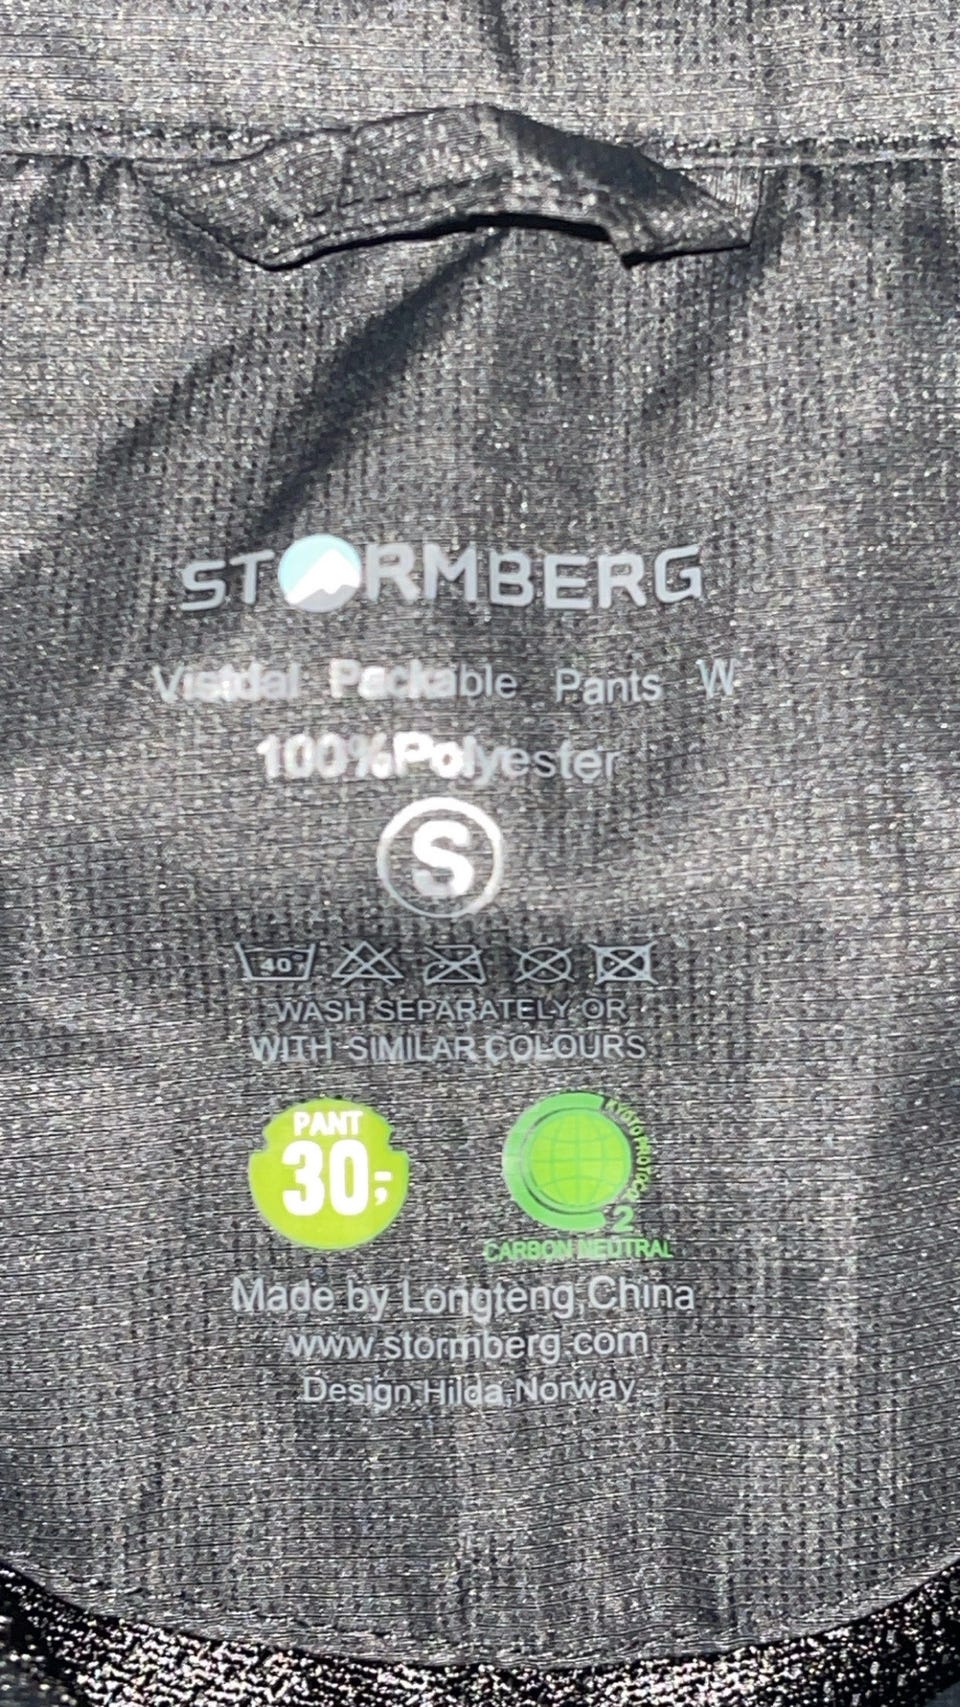 STORMBERG
Vistdal Packable Pants W
100%Polyester
S
40°
WASH SEPARATELY OR
WITH SIMILAR COLOURS
PANT
30,-
KYOTO PROTOCOL
2
CARBON NEUTRAL
Made by Longteng,China
www.stormberg.com
Design Hilda,Norway